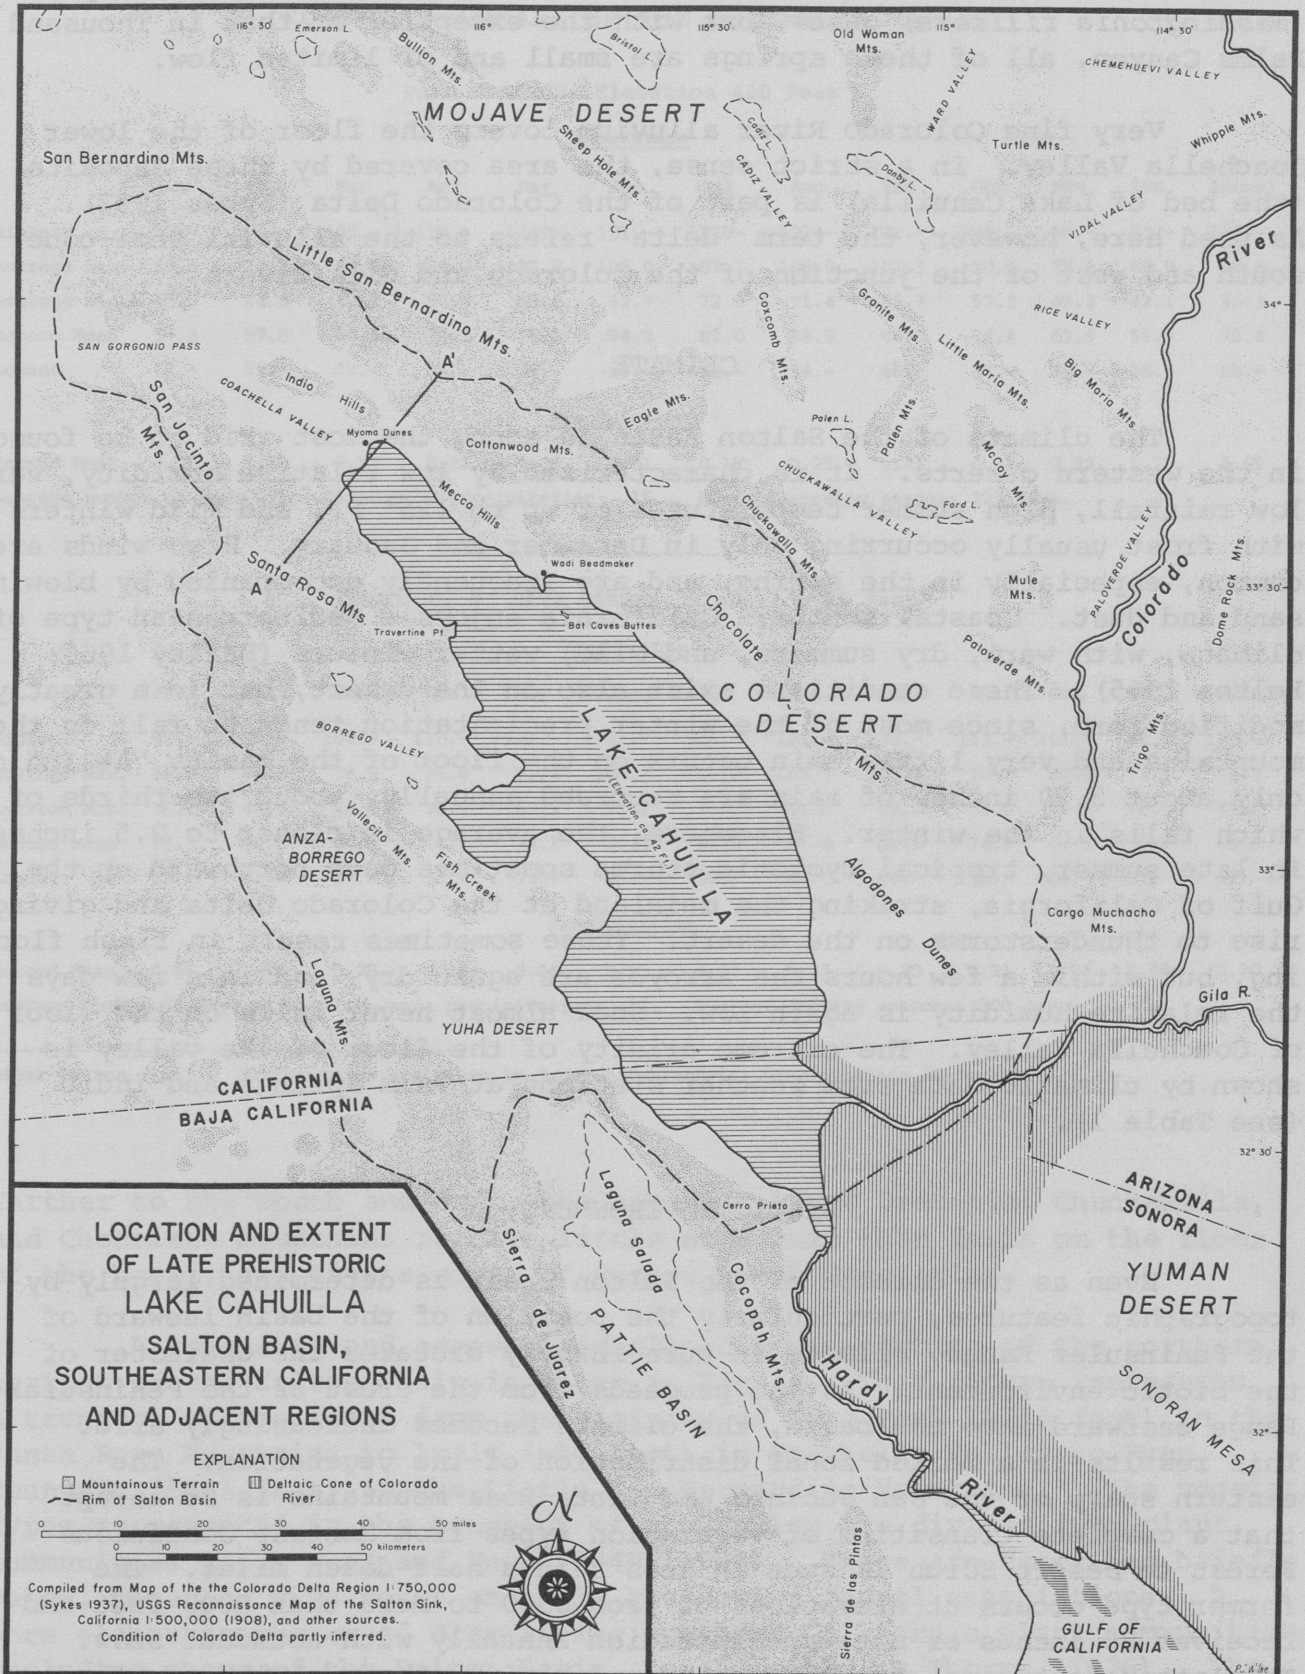 116° 30'
116°
115° 30'
115°
114° 30'
Emerson L.
Bullion Mts.
Bristol L.
Old Woman
Mts.
WARD VALLEY
CHEMEHUEVI VALLEY
MOJAVE DESERT
Cadiz L.
CADIZ VALLEY
Sheep Hole Mts.
Danby L.
Turtle Mts.
Whipple Mts.
San Bernardino Mts.
VIDAL VALLEY
River
Little San Bernardino Mts.
34°
Coxcomb Mts.
Granite Mts.
RICE VALLEY
Little Maria Mts.
Big Maria Mts.
SAN GORGONIO PASS
A'
Indio
Hills
COACHELLA VALLEY
San Jacinto
Mts.
Eagle Mts.
Palen L.
Palen Mts.
McCoy Mts.
Myoma Dunes
Cottonwood Mts.
CHUCKAWALLA VALLEY
Ford L.
Mecca Hills
Chuckawalla Mts.
PALOVERDE VALLEY
Colorado
Dome Rock Mts.
Wadi Beadmaker
Santa Rosa Mts.
A
Mule
Mts.
33° 30'
Bat Caves Buttes
Travertine Pt.
Chocolate
Mts.
Paloverde Mts.
COLORADO
DESERT
Trigo Mts.
BORREGO VALLEY
LAKE CAHUILLA
(Elevation ca. 42 Ft.)
Vallecito Mts.
ANZA-
BORREGO
DESERT
Fish Creek
Mts.
33°
Algodones
Dunes
Cargo Muchacho
Mts.
Laguna Mts.
YUHA DESERT
Gila R.
CALIFORNIA
BAJA CALIFORNIA
32° 30'
ARIZONA
SONORA
Cerro Prieto
Laguna Salada
Sierra
de Juarez
PATTIE BASIN
Cocopah Mts.
YUMAN
DESERT
Hardy
River
SONORAN MESA
32°
Sierra de las Pintas
GULF OF
CALIFORNIA
LOCATION AND EXTENT
OF LATE PREHISTORIC
LAKE CAHUILLA
SALTON BASIN,
SOUTHEASTERN CALIFORNIA
AND ADJACENT REGIONS
EXPLANATION
Mountainous Terrain
Deltaic Cone of Colorado
River
Rim of Salton Basin
0 10 20 30 40 50 miles
0 10 20 30 40 50 kilometers
N
Compiled from Map of the the Colorado Delta Region 1:750,000
(Sykes 1937), USGS Reconnaissance Map of the Salton Sink,
California 1:500,000 (1908), and other sources.
Condition of Colorado Delta partly inferred.